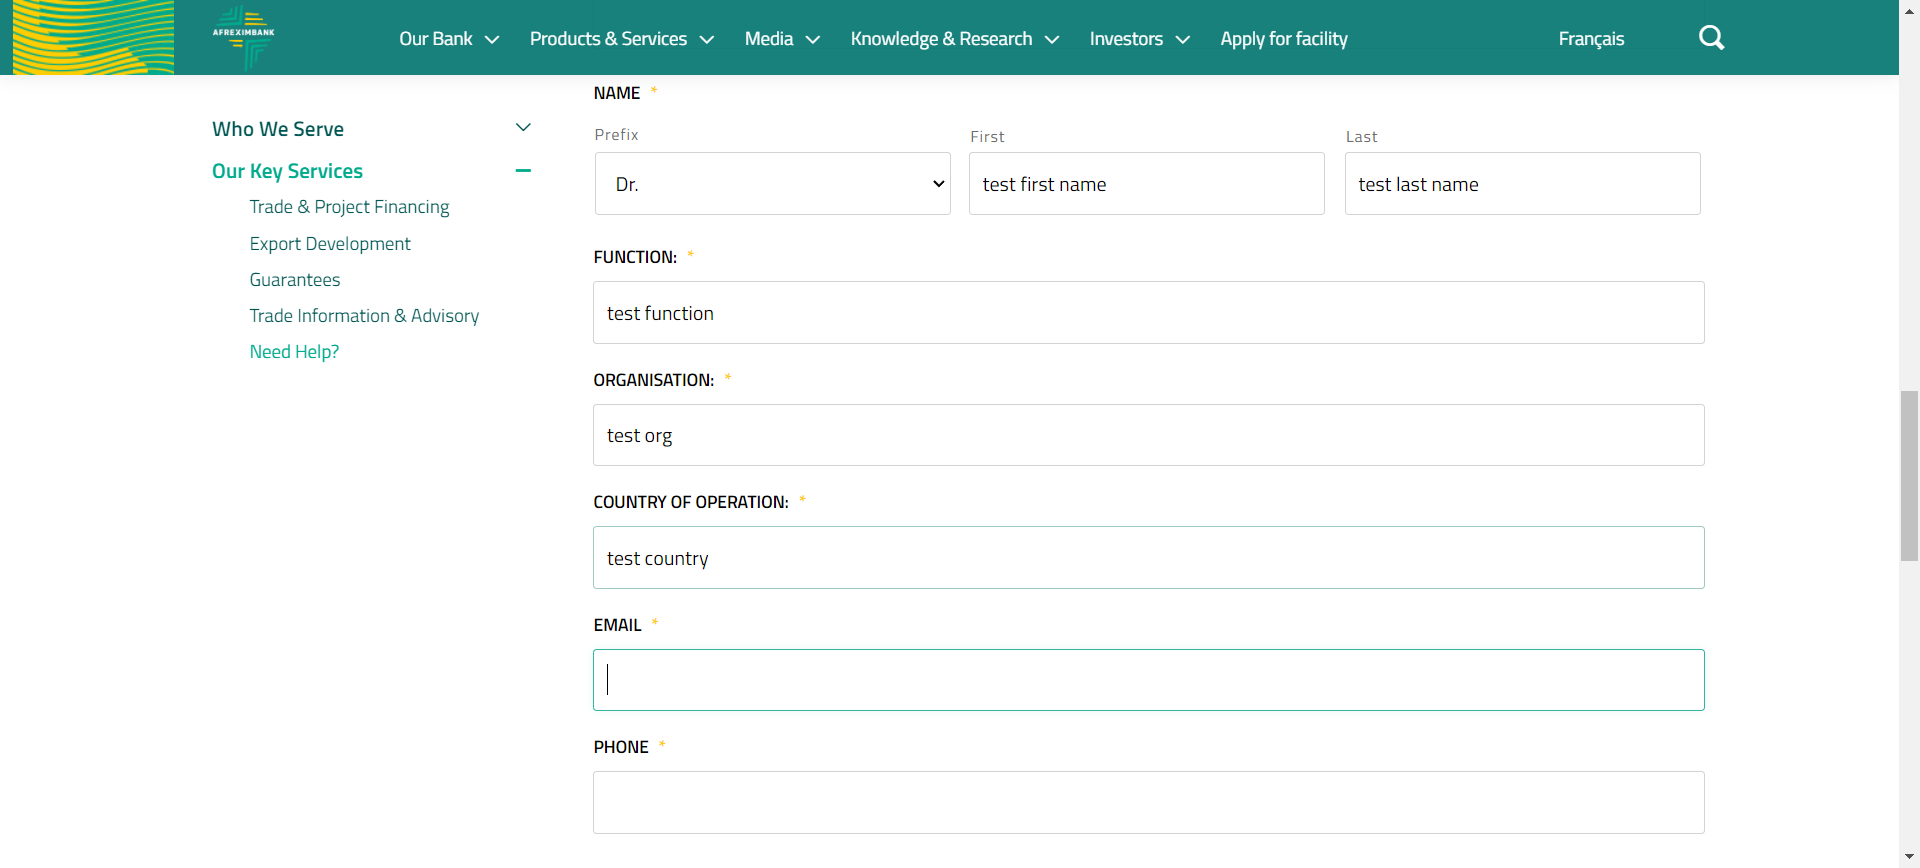 AFREXIMBANK
Our Bank Products & Services Media Knowledge & Research Investors Apply for facility Français
Who We Serve
Our Key Services
Trade & Project Financing
Export Development
Guarantees
Trade Information & Advisory
Need Help?
NAME *
Prefix First Last
Dr. test first name test last name
FUNCTION: *
test function
ORGANISATION: *
test org
COUNTRY OF OPERATION: *
test country
EMAIL *
PHONE *